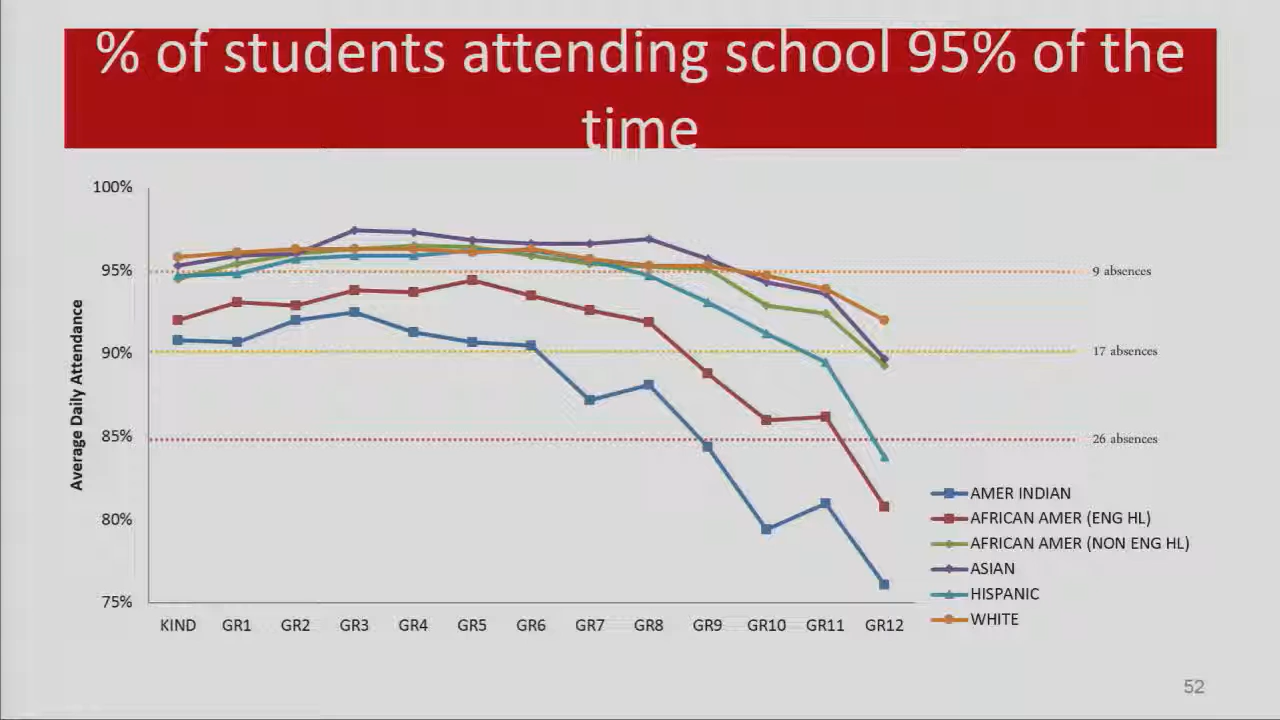 % of students attending school 95% of the
time
100%
95%
90%
85%
80%
75%
Average Daily Attendance
9 absences
17 absences
26 absences
KIND GR1 GR2 GR3 GR4 GR5 GR6 GR7 GR8 GR9 GR10 GR11 GR12
AMER INDIAN
AFRICAN AMER (ENG HL)
AFRICAN AMER (NON ENG HL)
ASIAN
HISPANIC
WHITE
52